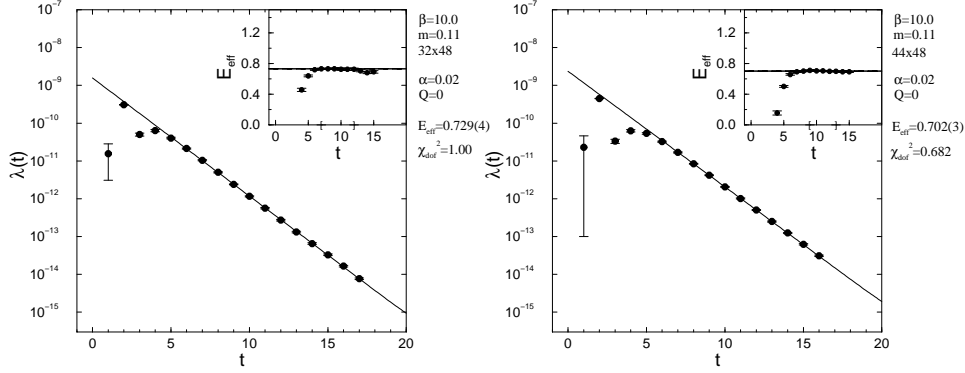 10⁻⁷
10⁻⁸
10⁻⁹
10⁻¹⁰
10⁻¹¹
10⁻¹²
10⁻¹³
10⁻¹⁴
10⁻¹⁵
λ(t)
0 5 10 15 20
t
1.2
0.8
0.4
0.0
E_eff
0 5 10 15
t
β=10.0
m=0.11
32x48
α=0.02
Q=0
E_eff=0.729(4)
χ_dof²=1.00
10⁻⁷
10⁻⁸
10⁻⁹
10⁻¹⁰
10⁻¹¹
10⁻¹²
10⁻¹³
10⁻¹⁴
10⁻¹⁵
λ(t)
0 5 10 15 20
t
1.2
0.8
0.4
0.0
E_eff
0 5 10 15
t
β=10.0
m=0.11
44x48
α=0.02
Q=0
E_eff=0.702(3)
χ_dof²=0.682